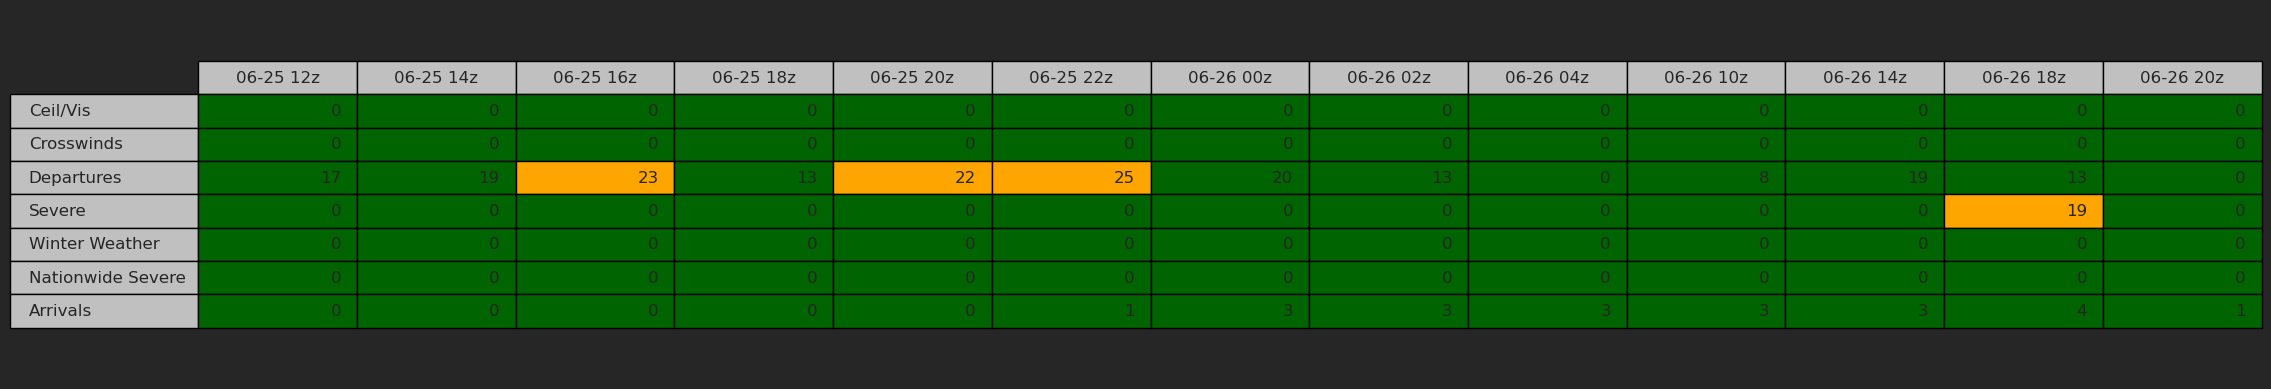 06-25 12z 06-25 14z 06-25 16z 06-25 18z 06-25 20z 06-25 22z 06-26 00z 06-26 02z 06-26 04z 06-26 10z 06-26 14z 06-26 18z 06-26 20z
Ceil/Vis 0 0 0 0 0 0 0 0 0 0 0 0 0
Crosswinds 0 0 0 0 0 0 0 0 0 0 0 0 0
Departures 17 19 23 13 22 25 20 13 0 8 19 13 0
Severe 0 0 0 0 0 0 0 0 0 0 0 19 0
Winter Weather 0 0 0 0 0 0 0 0 0 0 0 0 0
Nationwide Severe 0 0 0 0 0 0 0 0 0 0 0 0 0
Arrivals 0 0 0 0 0 1 3 3 3 3 3 4 1